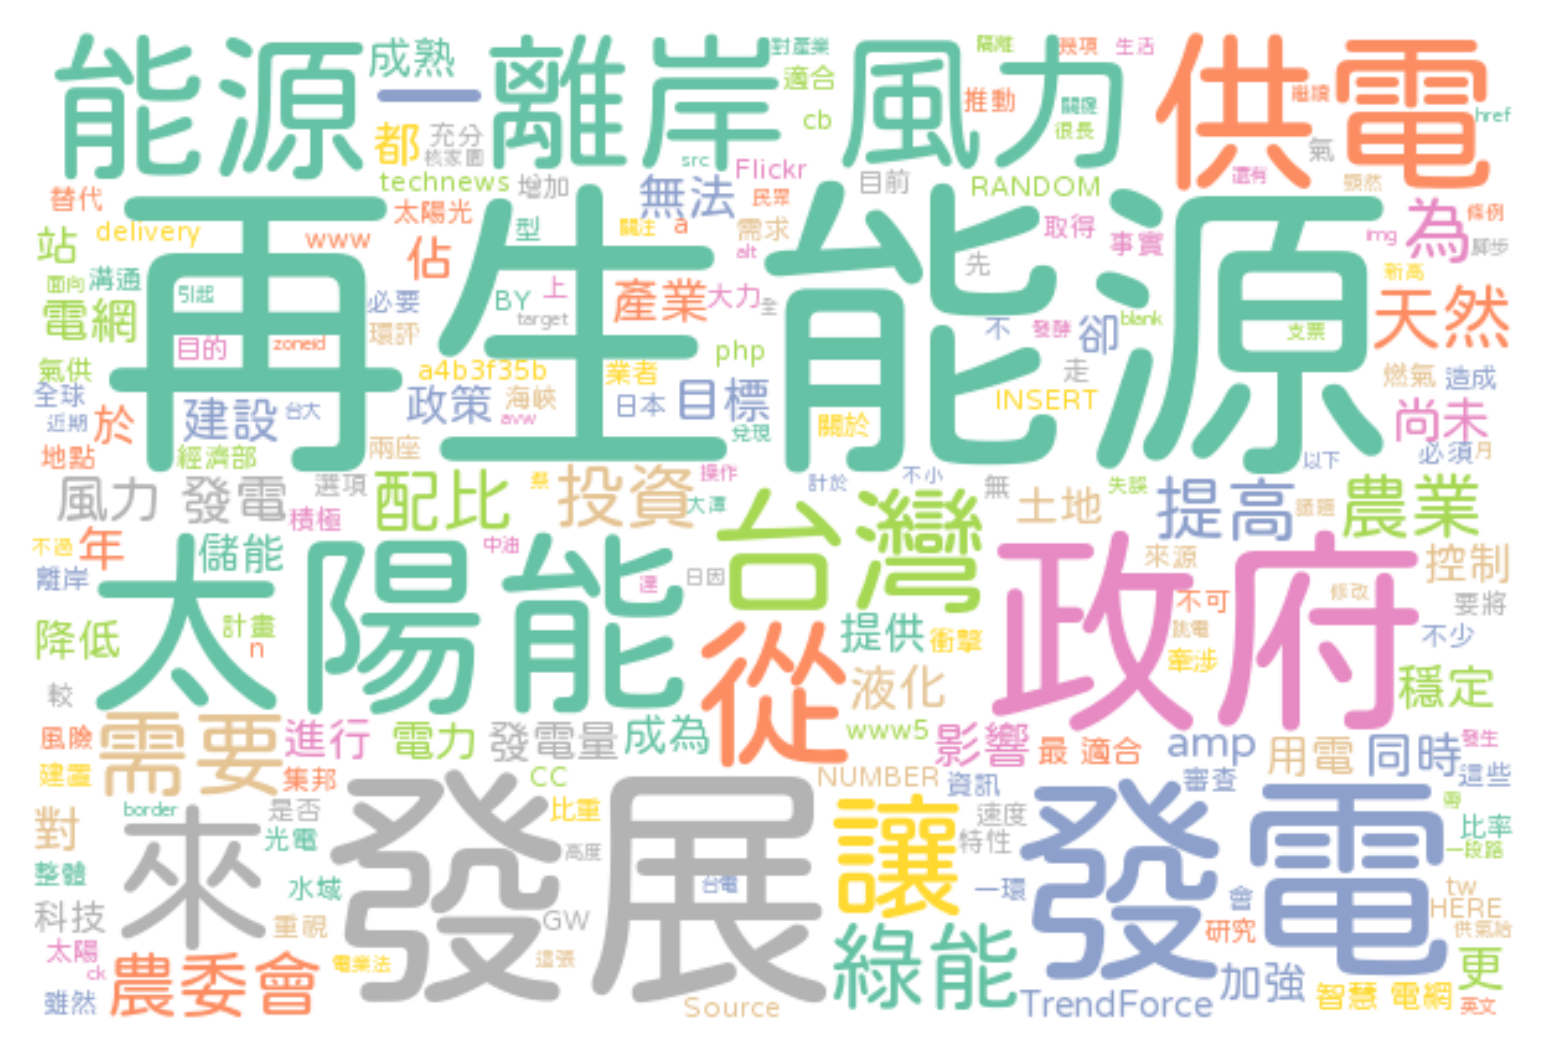 能源 一 離岸 風力 供電
成熟 對產業 適合 隔離 幾項 生活 推動 關鍵 很長 繼續 href
都 充分 核家園 cb src Flickr 氣 還有 顯然
technews 增加 無法 民眾 目前 RANDOM 為 條例
替代 太陽光 delivery www 佔 型 關注 a 需求 alt 取得 事實 img 腳步
再生能源
站 面向 溝通 引起 必要 BY 上 target 產業 大力 全 先 新高 天然
電網 目的 zoneid 環評 php 不 發酵 卻 blank 支票
氣供 全球 近期 於 建設 台大 a4b3f35b 政策 海峽 avw 業者 日本 目標 兌現 關於 走 INSERT 燃氣 造成 尚未
地點 經濟部 兩座 必須 月 以下
風力 發電 選項 積極 配比 祭 投資 操作 大潭 計於 不小 無 土地 失誤 提高 議題 農業
不過 年 儲能 中油 台灣 來源 控制
離岸 太陽能 達 日因 政府 不可 修改 要將
降低 計畫 n 從 提供 衝擊 跳電 牽涉 不少
較 液化 穩定
風險 需要 進行 電力 發電量 成為 www5 影響 最 適合 amp 用電 同時 發生
建置 集邦 CC NUMBER 資訊 審查 這些
對 border 是否 比重 速度 帶 比率
來 光電 發展 高度 讓 特性 發電 一段路
整體 水域 台電 一環 會 tw
科技 重視 GW HERE
太陽 研究 供氣給
ck 農委會 電業法 這張 綠能 加強 更
雖然 Source TrendForce 智慧 電網 英文